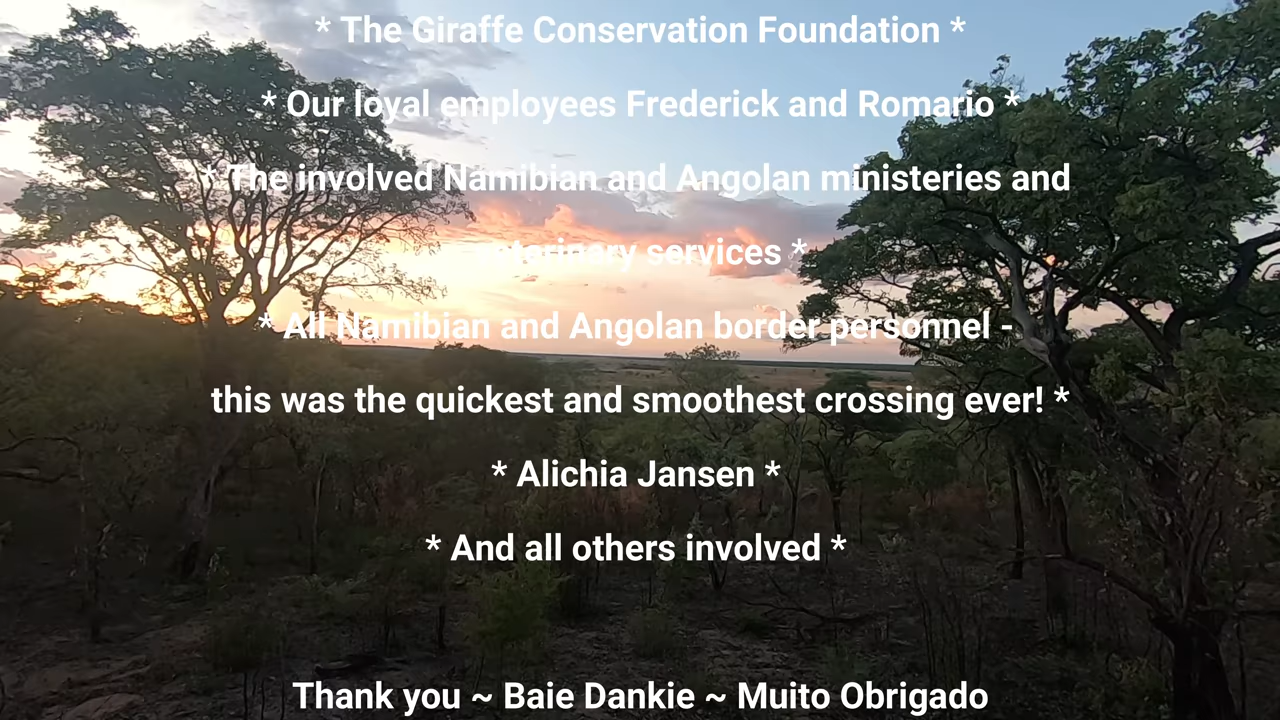 * The Giraffe Conservation Foundation *
* Our loyal employees Frederick and Romario *
* The involved Namibian and Angolan ministeries and
veterinary services *
* All Namibian and Angolan border personnel -
this was the quickest and smoothest crossing ever! *
* Alichia Jansen *
* And all others involved *
Thank you ~ Baie Dankie ~ Muito Obrigado